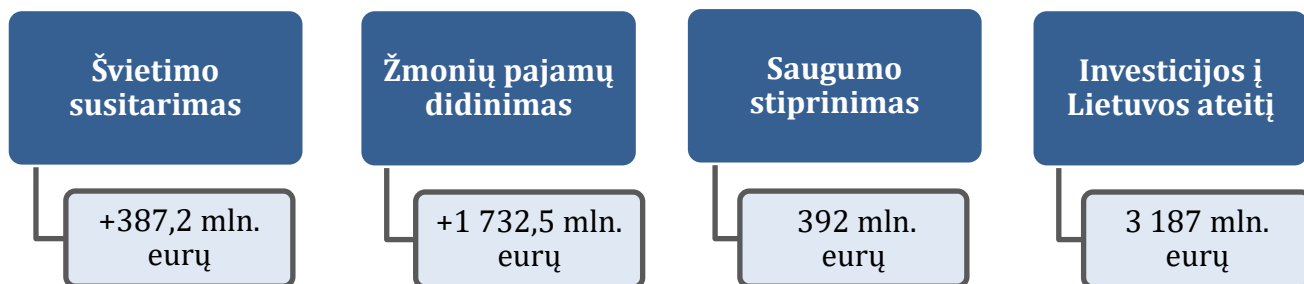 Švietimo
susitarimas
+387,2 mln.
eurų
Žmonių pajamų
didinimas
+1 732,5 mln.
eurų
Saugumo
stiprinimas
392 mln.
eurų
Investicijos į
Lietuvos ateitį
3 187 mln.
eurų